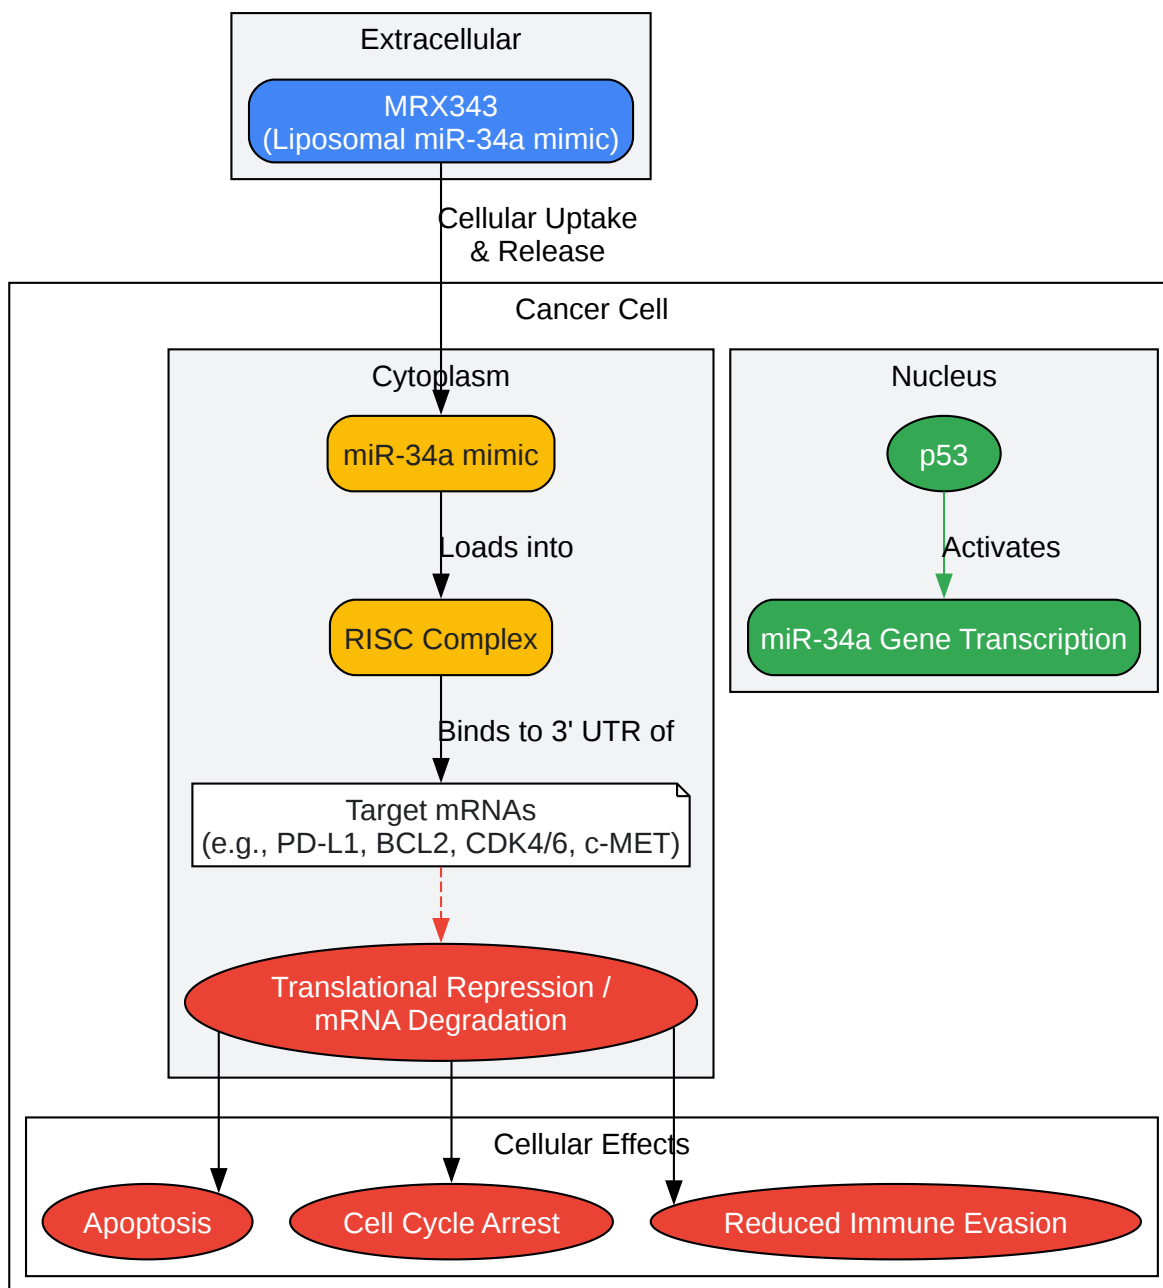 Extracellular
MRX343
(Liposomal miR-34a mimic)
Cellular Uptake
& Release
Cancer Cell
Cytoplasm
Nucleus
miR-34a mimic
p53
Loads into
Activates
RISC Complex
miR-34a Gene Transcription
Binds to 3' UTR of
Target mRNAs
(e.g., PD-L1, BCL2, CDK4/6, c-MET)
Translational Repression /
mRNA Degradation
Cellular Effects
Apoptosis
Cell Cycle Arrest
Reduced Immune Evasion